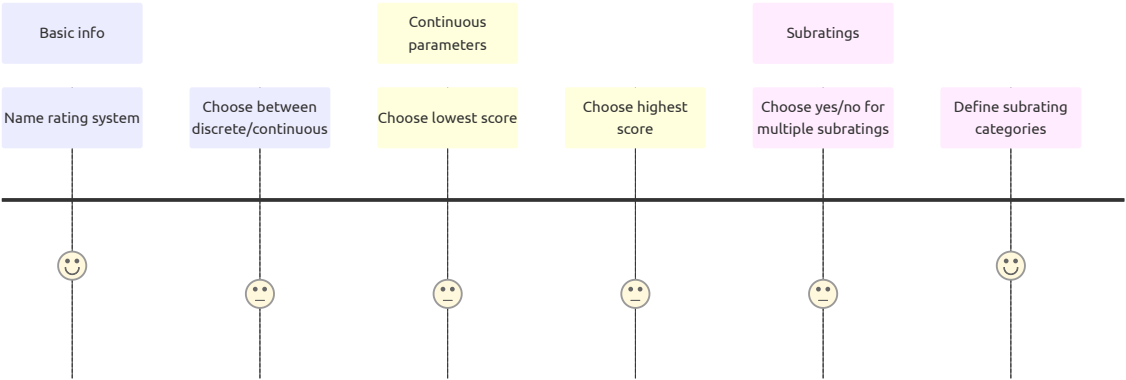 Basic info
Continuous
parameters
Subratings
Name rating system
Choose between
discrete/continuous
Choose lowest score
Choose highest
score
Choose yes/no for
multiple subratings
Define subrating
categories